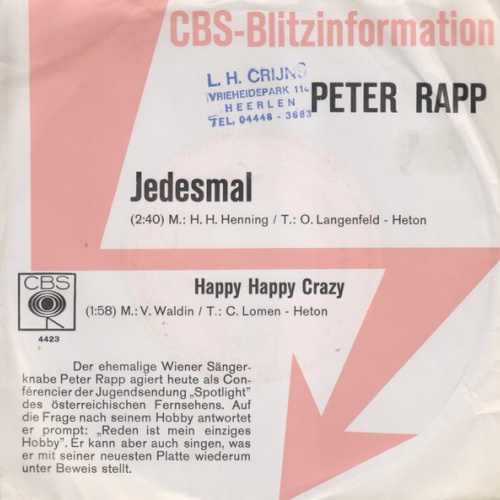 CBS-Blitzinformation
L. H. CRIJNS
VRIEHEIDEPARK 110
HEERLEN
TEL. 04448 - 3683
PETER RAPP
Jedesmal
(2:40) M.: H. H. Henning / T.: O. Langenfeld - Heton
Happy Happy Crazy
(1:58) M.: V. Waldin / T.: C. Lomen - Heton
CBS
4423
Der ehemalige Wiener Sänger-
knabe Peter Rapp agiert heute als Con-
férencier der Jugendsendung „Spotlight"
des österreichischen Fernsehens. Auf
die Frage nach seinem Hobby antwortet
er prompt: „Reden ist mein einziges
Hobby". Er kann aber auch singen, was
er mit seiner neuesten Platte wiederum
unter Beweis stellt.